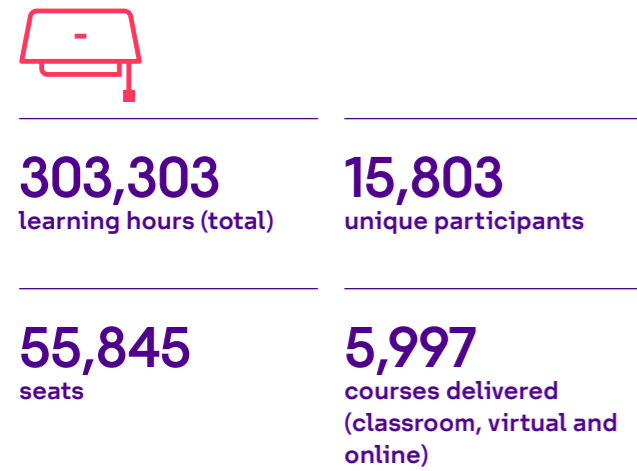 303,303
learning hours (total)
15,803
unique participants
55,845
seats
5,997
courses delivered
(classroom, virtual and
online)